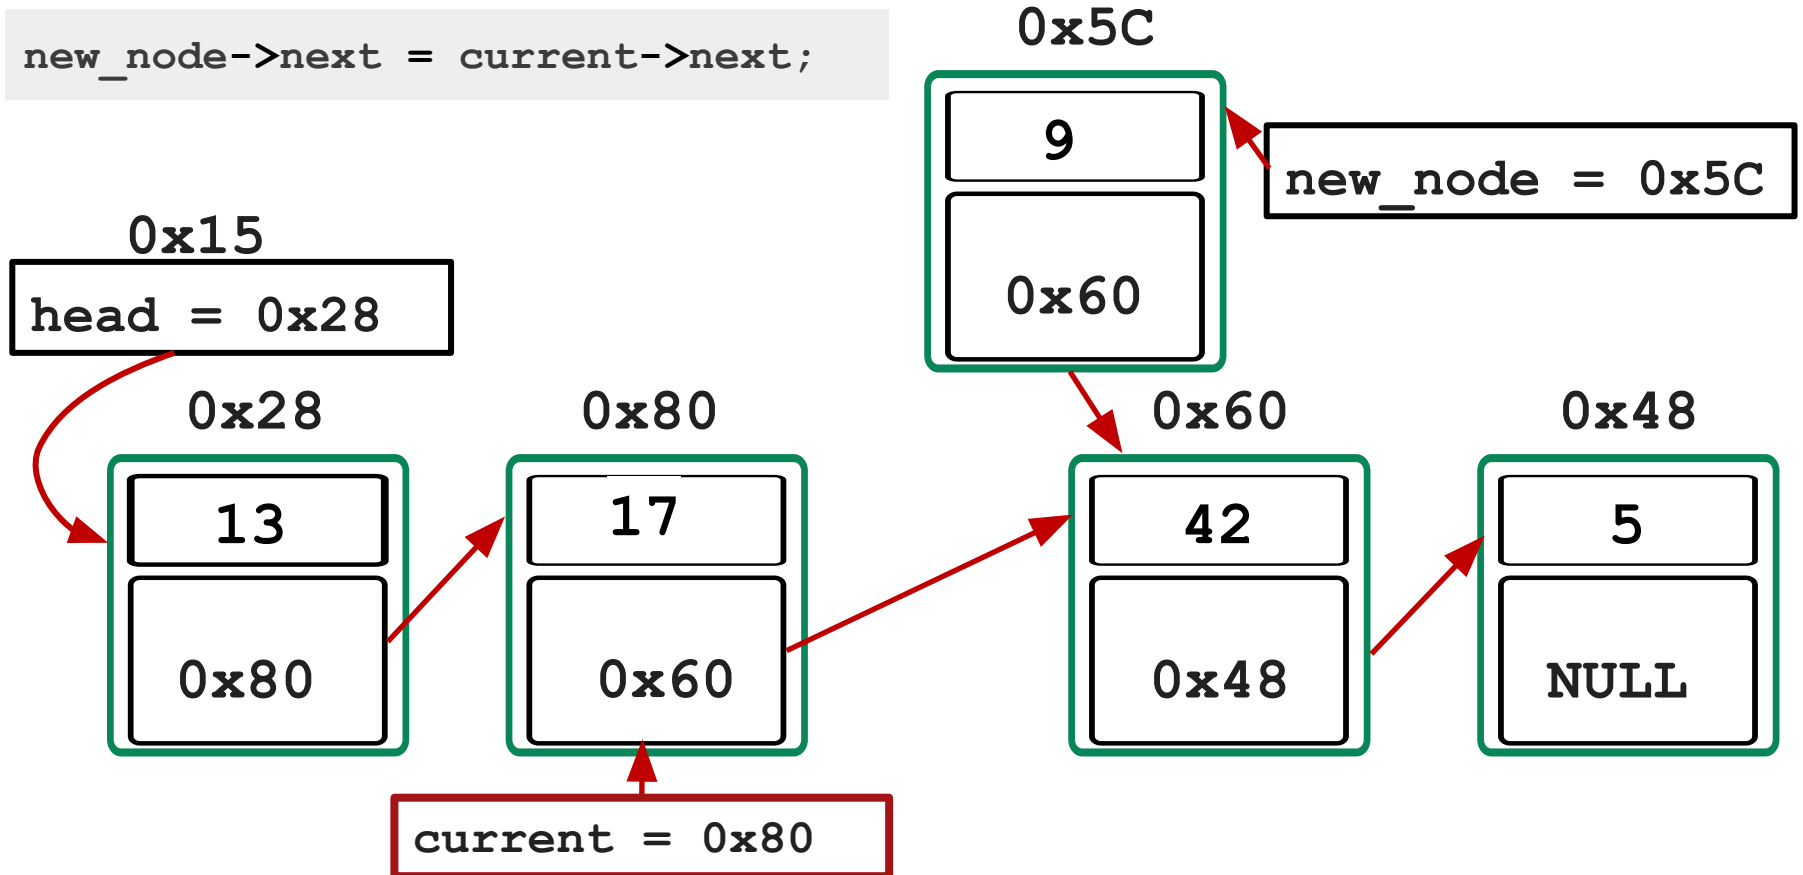 new_node->next = current->next;
0x5C
9
new_node = 0x5C
0x60
0x15
head = 0x28
0x28
0x80
0x60
0x48
13
17
42
5
0x80
0x60
0x48
NULL
current = 0x80